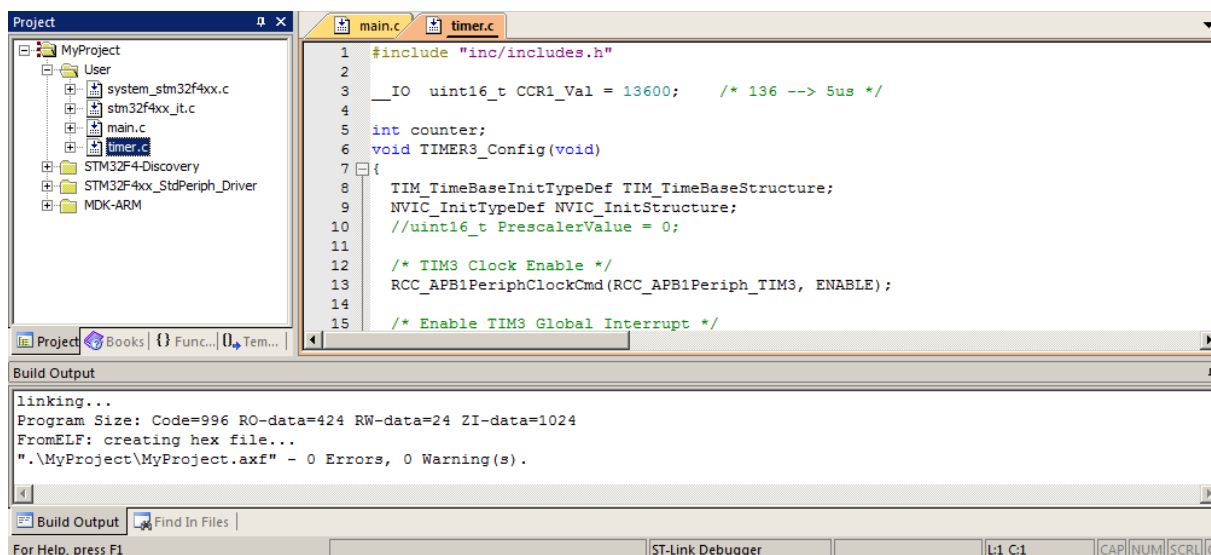 Project
MyProject
User
system_stm32f4xx.c
stm32f4xx_it.c
main.c
timer.c
STM32F4-Discovery
STM32F4xx_StdPeriph_Driver
MDK-ARM
Project Books {} Func... Tem...
main.c timer.c
1 #include "inc/includes.h"
2
3 __IO uint16_t CCR1_Val = 13600; /* 136 --> 5us */
4
5 int counter;
6 void TIMER3_Config(void)
7 {
8 TIM_TimeBaseInitTypeDef TIM_TimeBaseStructure;
9 NVIC_InitTypeDef NVIC_InitStructure;
10 //uint16_t PrescalerValue = 0;
11
12 /* TIM3 Clock Enable */
13 RCC_APB1PeriphClockCmd(RCC_APB1Periph_TIM3, ENABLE);
14
15 /* Enable TIM3 Global Interrupt */
Build Output
linking...
Program Size: Code=996 RO-data=424 RW-data=24 ZI-data=1024
FromELF: creating hex file...
".\MyProject\MyProject.axf" - 0 Errors, 0 Warning(s).
Build Output Find In Files
For Help, press F1 ST-Link Debugger L:1 C:1 CAP NUM SCRL